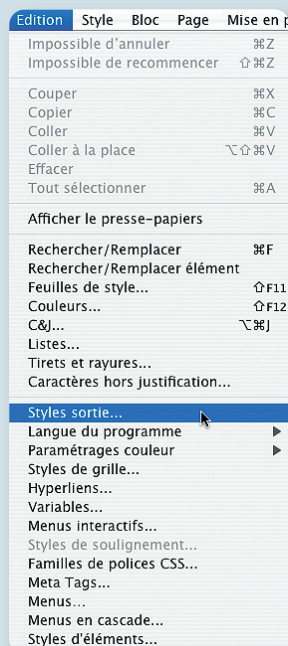 Edition Style Bloc Page Mise en p
Impossible d'annuler ⌘Z
Impossible de recommencer ⇧⌘Z
Couper ⌘X
Copier ⌘C
Coller ⌘V
Coller à la place ⌥⇧⌘V
Effacer
Tout sélectionner ⌘A
Afficher le presse-papiers
Rechercher/Remplacer ⌘F
Rechercher/Remplacer élément
Feuilles de style... ⇧F11
Couleurs... ⇧F12
C&J... ⌥⌘J
Listes...
Tirets et rayures...
Caractères hors justification...
Styles sortie...
Langue du programme
Paramétrages couleur
Styles de grille...
Hyperliens...
Variables...
Menus interactifs...
Styles de soulignement...
Familles de polices CSS...
Meta Tags...
Menus...
Menus en cascade...
Styles d'éléments...